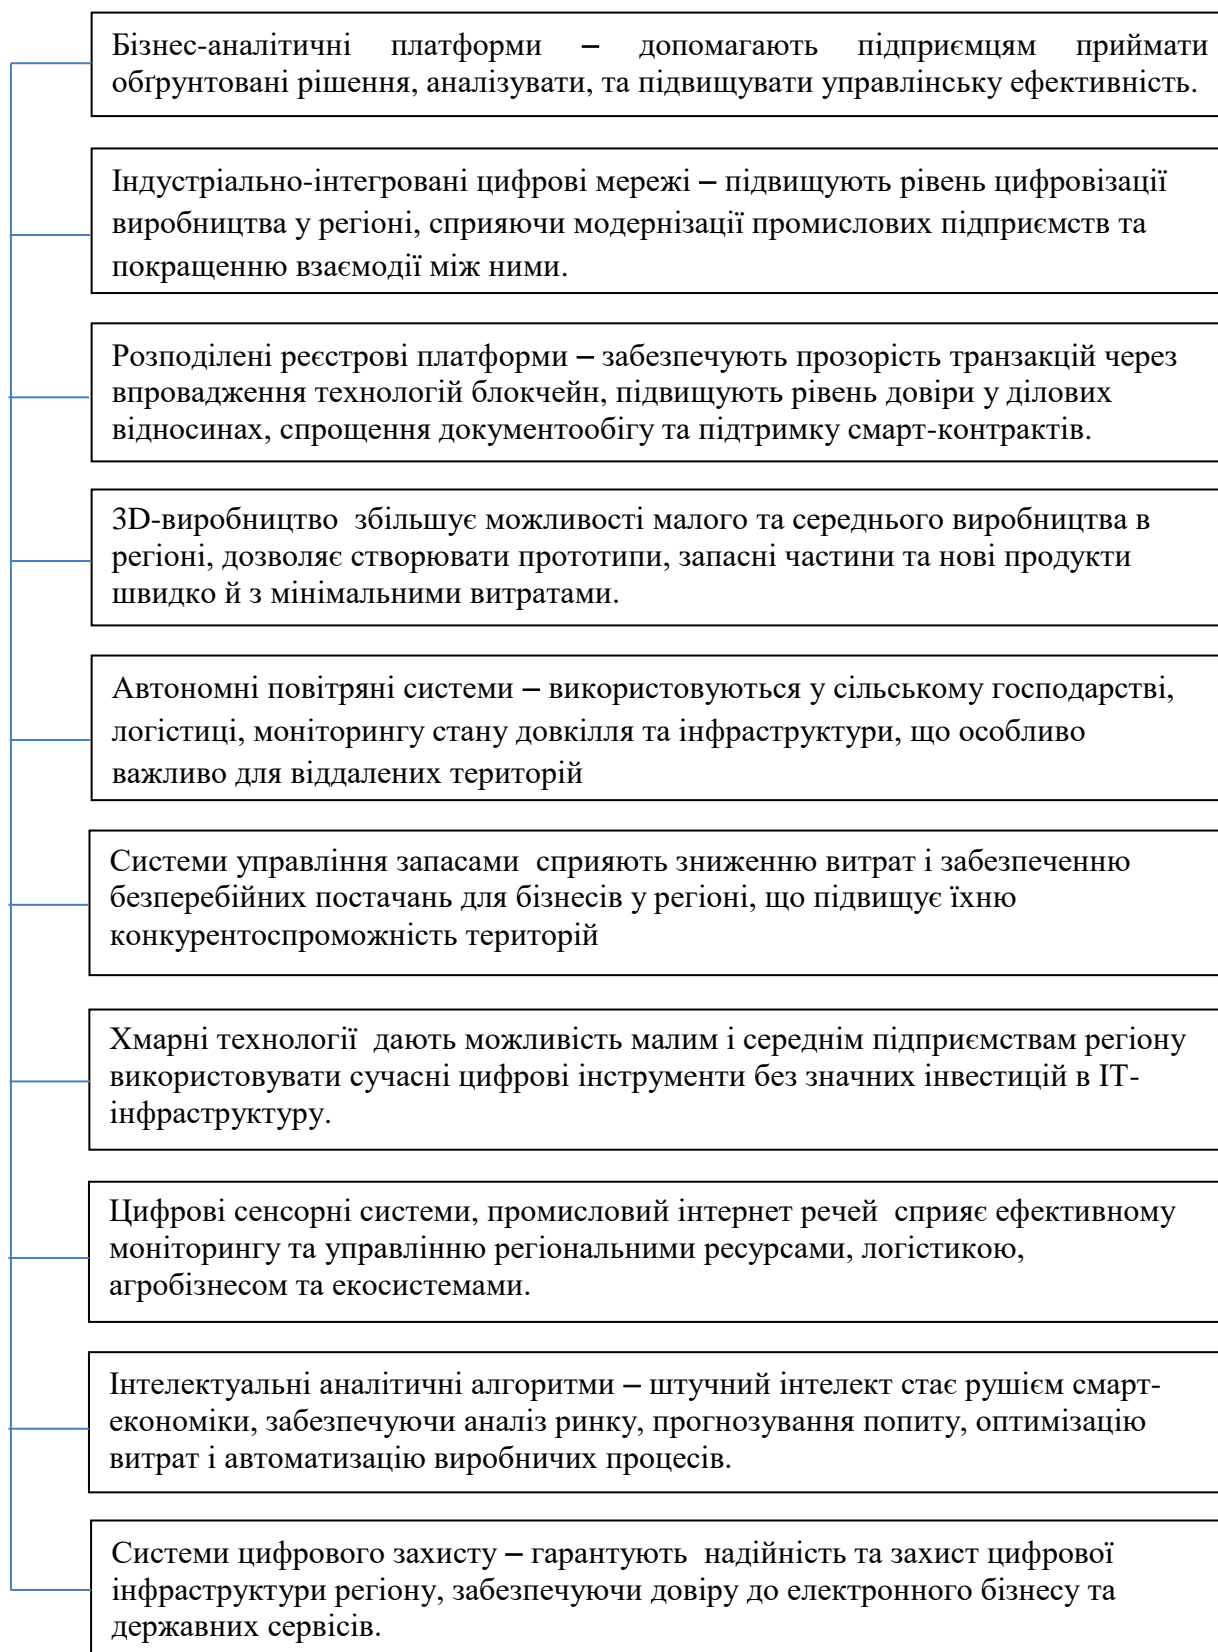 Бізнес-аналітичні платформи – допомагають підприємцям приймати
обґрунтовані рішення, аналізувати, та підвищувати управлінську ефективність.
Індустріально-інтегровані цифрові мережі – підвищують рівень цифровізації
виробництва у регіоні, сприяючи модернізації промислових підприємств та
покращенню взаємодії між ними.
Розподілені реєстрові платформи – забезпечують прозорість транзакцій через
впровадження технологій блокчейн, підвищують рівень довіри у ділових
відносинах, спрощення документообігу та підтримку смарт-контрактів.
3D-виробництво збільшує можливості малого та середнього виробництва в
регіоні, дозволяє створювати прототипи, запасні частини та нові продукти
швидко й з мінімальними витратами.
Автономні повітряні системи – використовуються у сільському господарстві,
логістиці, моніторингу стану довкілля та інфраструктури, що особливо
важливо для віддалених територій
Системи управління запасами сприяють зниженню витрат і забезпеченню
безперебійних постачань для бізнесів у регіоні, що підвищує їхню
конкурентоспроможність територій
Хмарні технології дають можливість малим і середнім підприємствам регіону
використовувати сучасні цифрові інструменти без значних інвестицій в ІТ-
інфраструктуру.
Цифрові сенсорні системи, промисловий інтернет речей сприяє ефективному
моніторингу та управлінню регіональними ресурсами, логістикою,
агробізнесом та екосистемами.
Інтелектуальні аналітичні алгоритми – штучний інтелект стає рушієм смарт-
економіки, забезпечуючи аналіз ринку, прогнозування попиту, оптимізацію
витрат і автоматизацію виробничих процесів.
Системи цифрового захисту – гарантують надійність та захист цифрової
інфраструктури регіону, забезпечуючи довіру до електронного бізнесу та
державних сервісів.